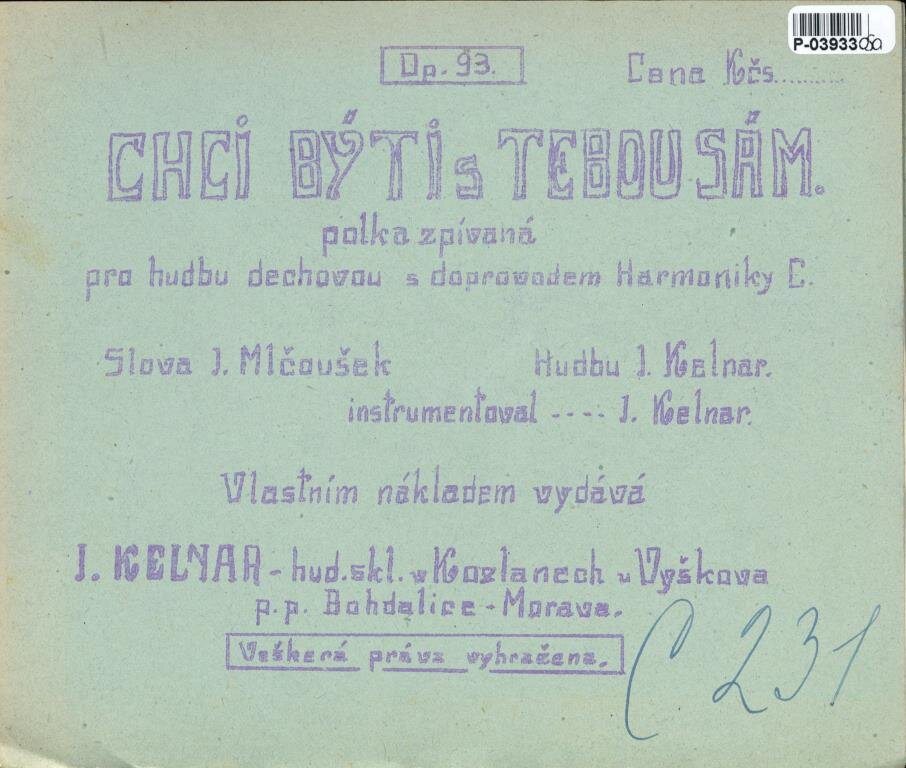 P-03933 OSA
Op. 93.
Cena Kčs..........
CHCI BÝTI s TEBOU SÁM.
polka zpívaná
pro hudbu dechovou s doprovodem Harmoniky C.
Slova J. Mlčoušek Hudbu J. Kelnar.
instrumentoval ---- J. Kelnar.
Vlastním nákladem vydává
J. KELNAR - hud. skl. v Kozlanech u Vyškova
p. p. Bohdalice - Morava.
Veškerá práva vyhražena.
C 231